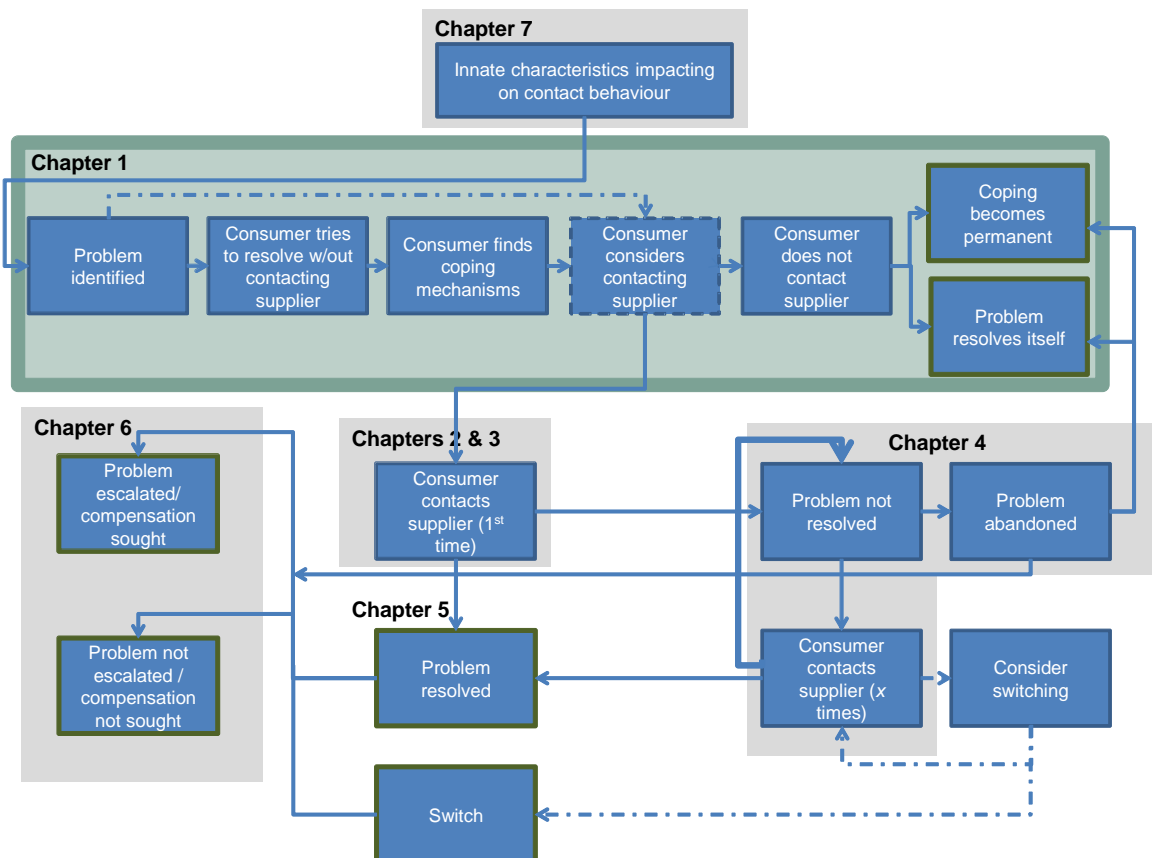 Chapter 7
Innate characteristics impacting
on contact behaviour
Chapter 1
Problem
identified
Consumer tries
to resolve w/out
contacting
supplier
Consumer finds
coping
mechanisms
Consumer
considers
contacting
supplier
Consumer
does not
contact
supplier
Coping
becomes
permanent
Problem
resolves itself
Chapter 6
Problem
escalated/
compensation
sought
Problem not
escalated /
compensation
not sought
Chapters 2 & 3
Consumer
contacts
supplier (1st
time)
Chapter 5
Problem
resolved
Switch
Chapter 4
Problem not
resolved
Problem
abandoned
Consumer
contacts
supplier (x
times)
Consider
switching